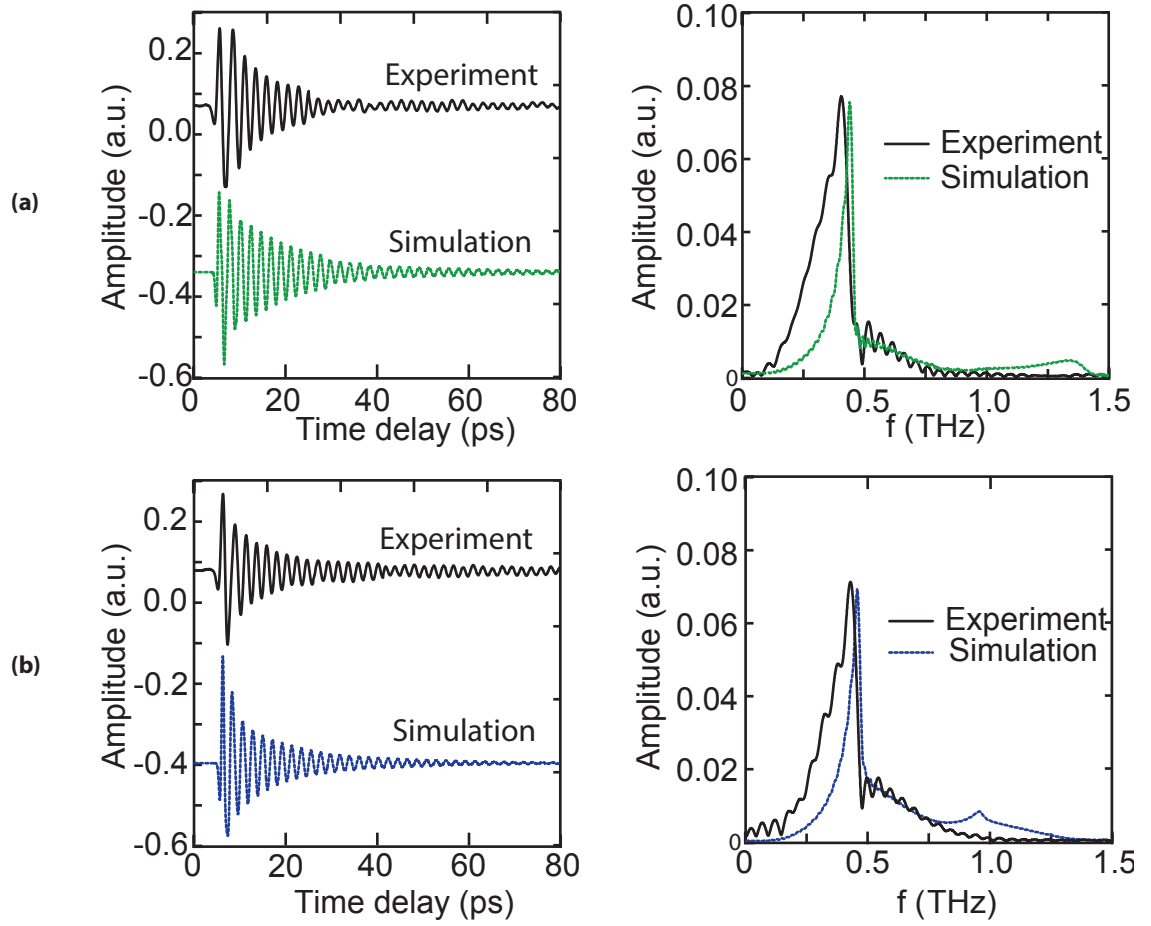 (a)
Amplitude (a.u.)
0.2
0.0
-0.2
-0.4
-0.6
Experiment
Simulation
0 20 40 60 80
Time delay (ps)
Amplitude (a.u.)
0.10
0.08
0.06
0.04
0.02
0
Experiment
Simulation
0 0.5 1.0 1.5
f (THz)
(b)
Amplitude (a.u.)
0.2
0.0
-0.2
-0.4
-0.6
Experiment
Simulation
0 20 40 60 80
Time delay (ps)
Amplitude (a.u.)
0.10
0.08
0.06
0.04
0.02
0
Experiment
Simulation
0 0.5 1.0 1.5
f (THz)